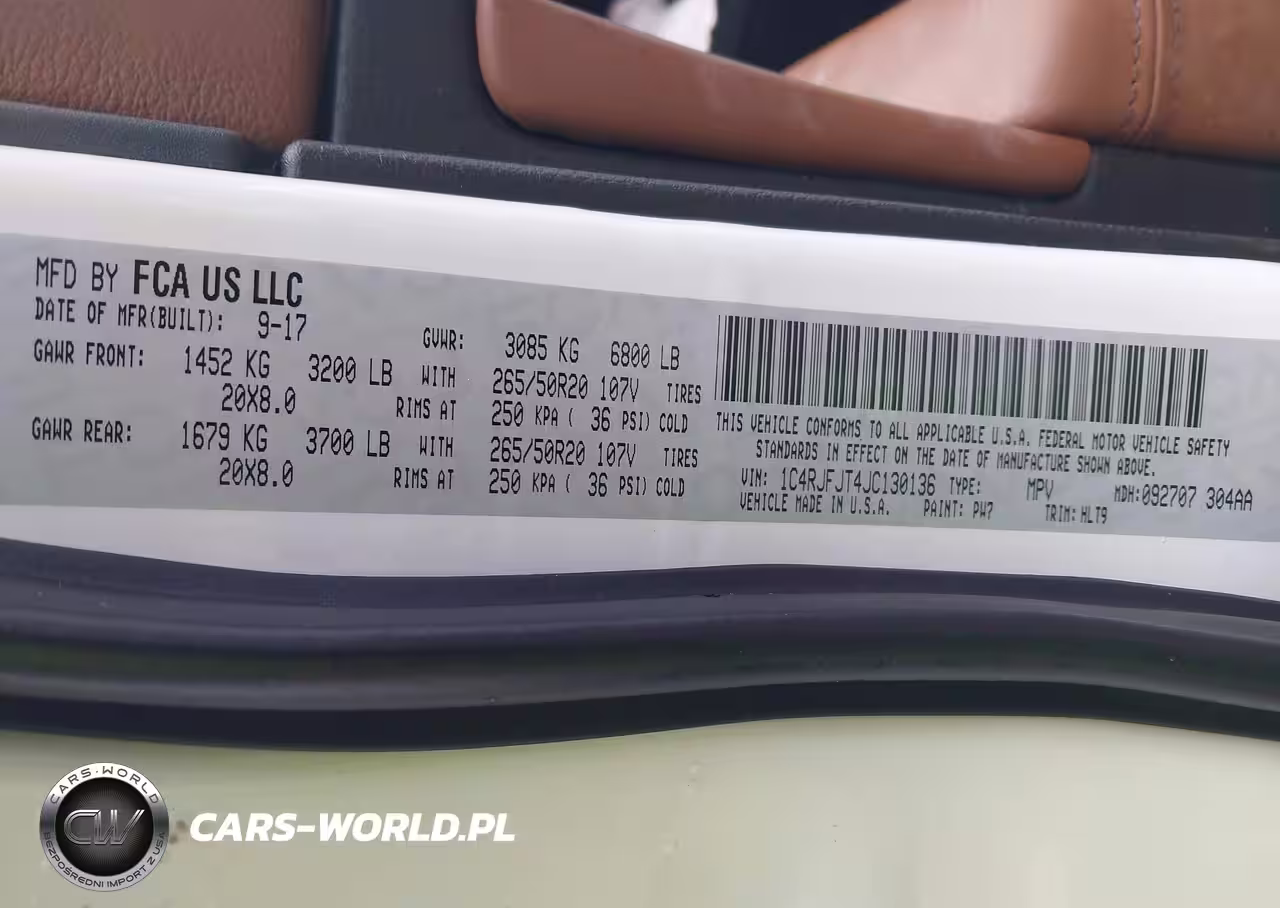 MFD BY FCA US LLC
DATE OF MFR(BUILT): 9-17
GVWR: 3085 KG 6800 LB
GAWR FRONT: 1452 KG 3200 LB WITH 265/50R20 107V TIRES
20X8.0 RIMS AT 250 KPA ( 36 PSI) COLD
GAWR REAR: 1679 KG 3700 LB WITH 265/50R20 107V TIRES
20X8.0 RIMS AT 250 KPA ( 36 PSI) COLD
THIS VEHICLE CONFORMS TO ALL APPLICABLE U.S.A. FEDERAL MOTOR VEHICLE SAFETY
STANDARDS IN EFFECT ON THE DATE OF MANUFACTURE SHOWN ABOVE.
VIN: 1C4RJFJT4JC130136 TYPE: MPV MDH:092707 304AA
VEHICLE MADE IN U.S.A. PAINT: PW7 TRIM: HLT9
CARS-WORLD
CW
BEZPOŚREDNI IMPORT Z USA
CARS-WORLD.PL